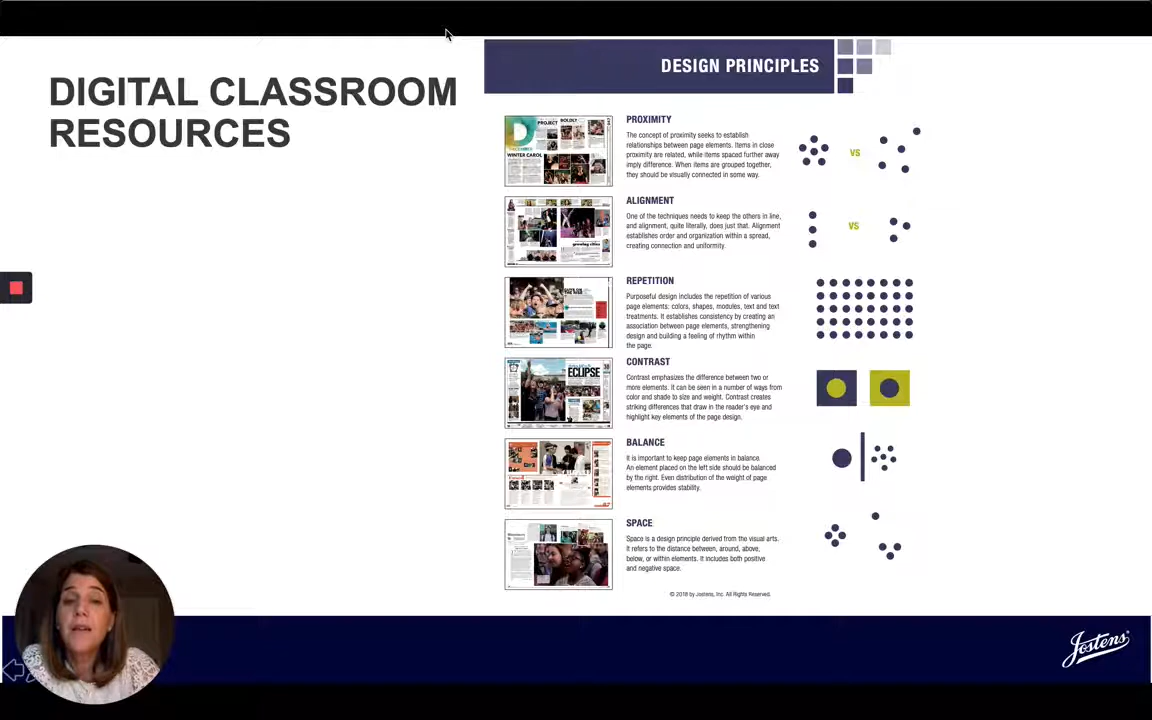 DIGITAL CLASSROOM
RESOURCES
DESIGN PRINCIPLES
PROXIMITY
The concept of proximity seeks to establish
relationships between page elements. Items in close
proximity are related, while items spaced further away
imply difference. When items are grouped together,
they should be visually connected in some way.
VS
ALIGNMENT
One of the techniques needs to keep the others in line,
and alignment, quite literally, does just that. Alignment
establishes order and organization within a spread,
creating connection and uniformity.
VS
REPETITION
Purposeful design includes the repetition of various
page elements: colors, shapes, modules, text and text
treatments. It establishes consistency by creating an
association between page elements, strengthening
design and building a feeling of rhythm within
the page.
CONTRAST
Contrast emphasizes the difference between two or
more elements. It can be seen in a number of ways from
color and shade to size and weight. Contrast creates
striking differences that draw in the reader's eye and
highlight key elements of the page design.
BALANCE
It is important to keep page elements in balance.
An element placed on the left side should be balanced
by the right. Even distribution of the weight of page
elements provides stability.
SPACE
Space is a design principle derived from the visual arts.
It refers to the distance between, around, above,
below, or within elements. It includes both positive
and negative space.
© 2018 by Jostens, Inc. All Rights Reserved.
D
PROJECT
BOLDLY
WINTER CAROL
growing cities
ECLIPSE
Jostens